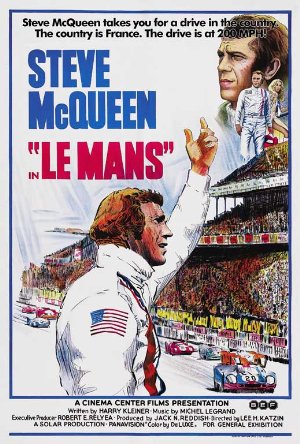 Steve McQueen takes you for a drive in the country.
The country is France. The drive is at 200 MPH!
STEVE
McQUEEN
IN "LE MANS"
A CINEMA CENTER FILMS PRESENTATION
Written by HARRY KLEINER • Music by MICHEL LEGRAND
Executive Producer ROBERT E. RELYEA • Produced by JACK N. REDDISH • Directed by LEE H. KATZIN
A SOLAR PRODUCTION • PANAVISION® Color by DeLUXE. • FOR GENERAL EXHIBITION